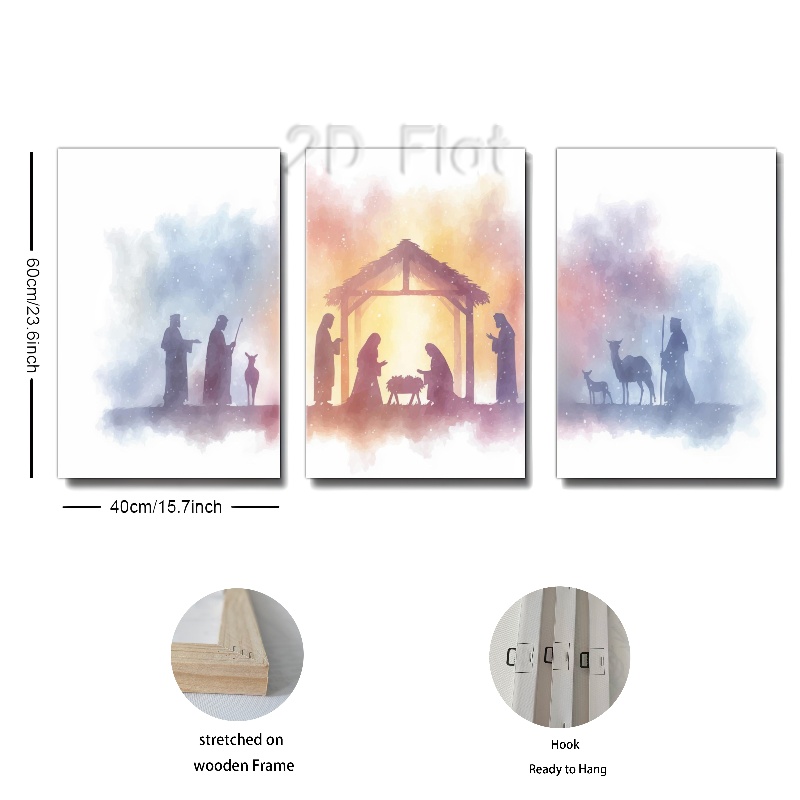 2D Flat
60cm/23.6inch
40cm/15.7inch
stretched on
wooden Frame
Hook
Ready to Hang